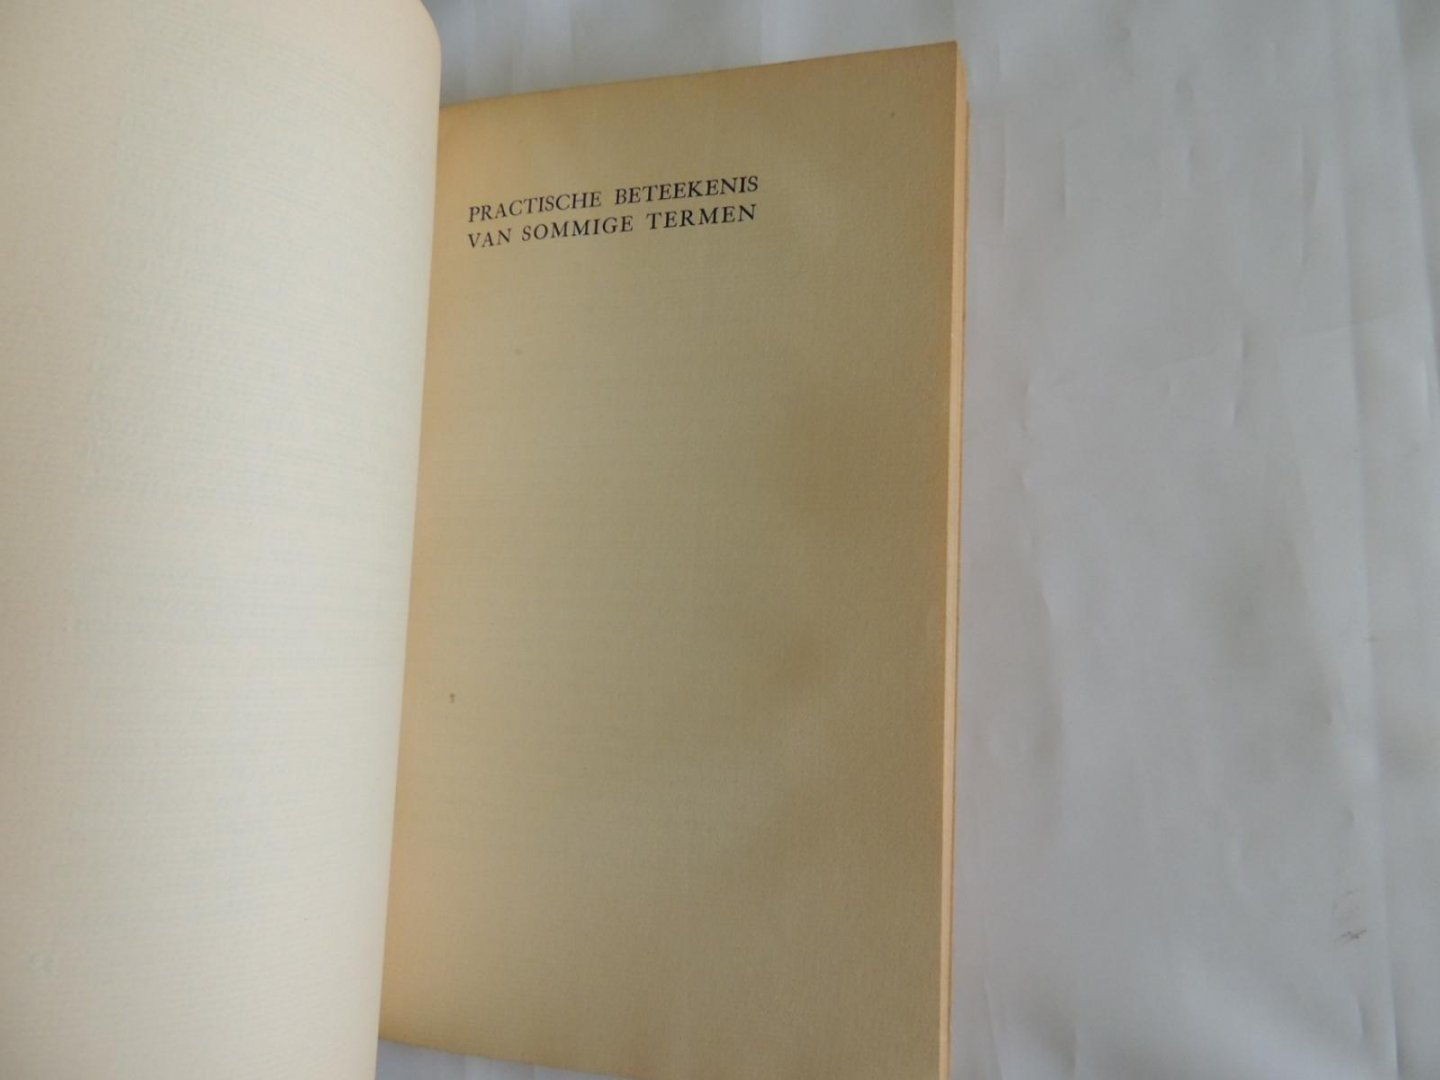 PRACTISCHE BETEEKENIS
VAN SOMMIGE TERMEN